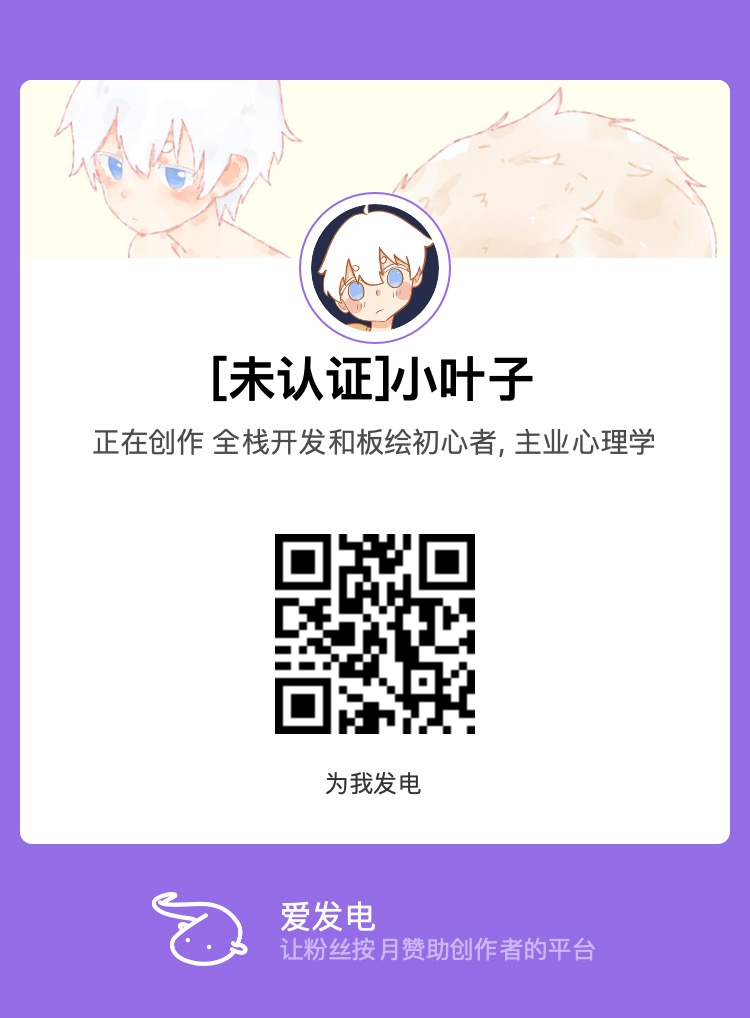 [未认证]小叶子
正在创作 全栈开发和板绘初心者, 主业心理学
为我发电
爱发电
让粉丝按月赞助创作者的平台